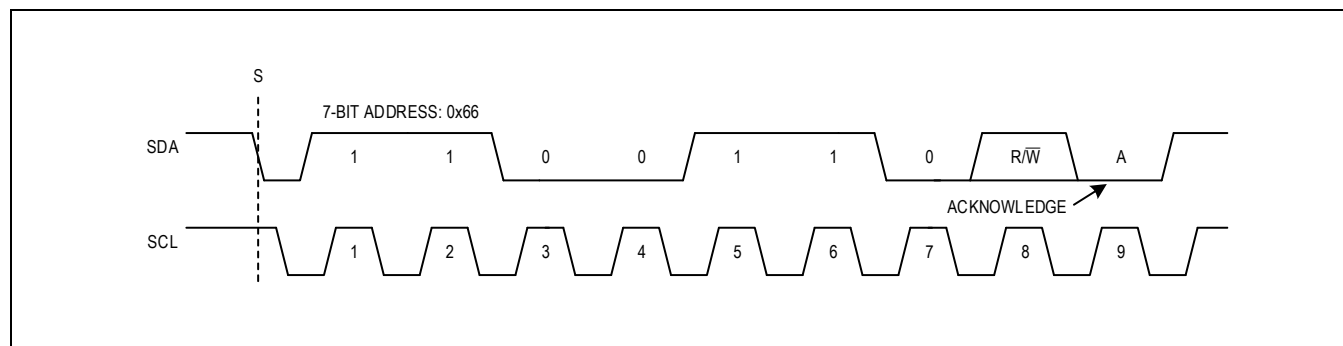 S
7-BIT ADDRESS: 0x66
SDA
1 1 0 0 1 1 0 R/W̅ A
ACKNOWLEDGE
SCL
1 2 3 4 5 6 7 8 9